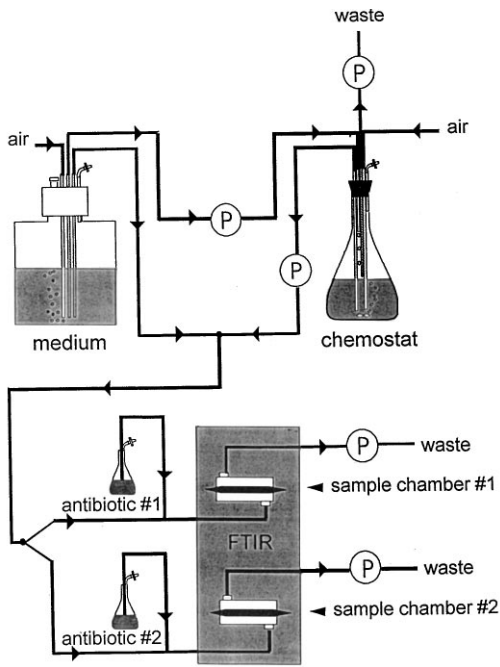 waste
P
air
air
P
P
medium
chemostat
P
waste
antibiotic #1
sample chamber #1
FTIR
P
waste
antibiotic #2
sample chamber #2